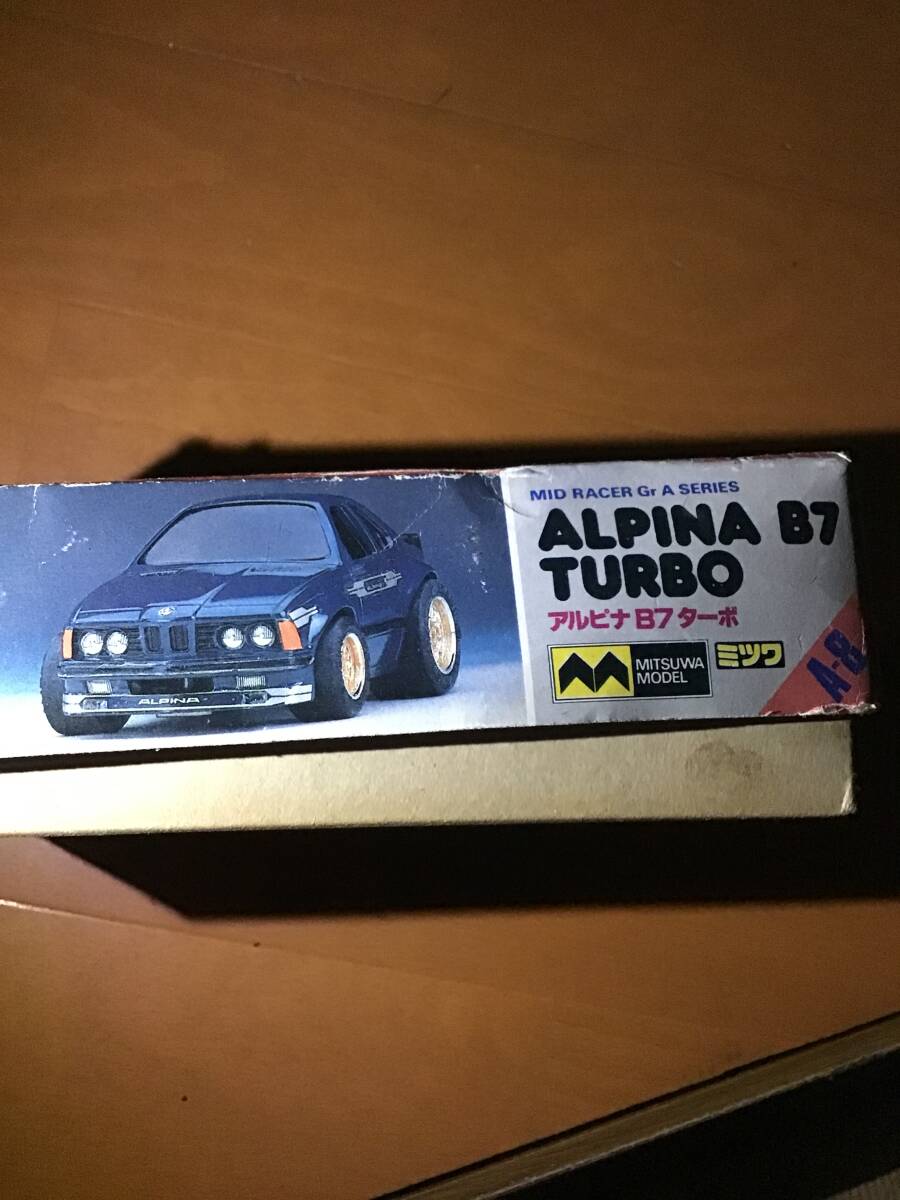 MID RACER Gr A SERIES
ALPINA B7
TURBO
アルピナ B7 ターボ
MITSUWA
MODEL
ミツワ
A-8
ALPINA